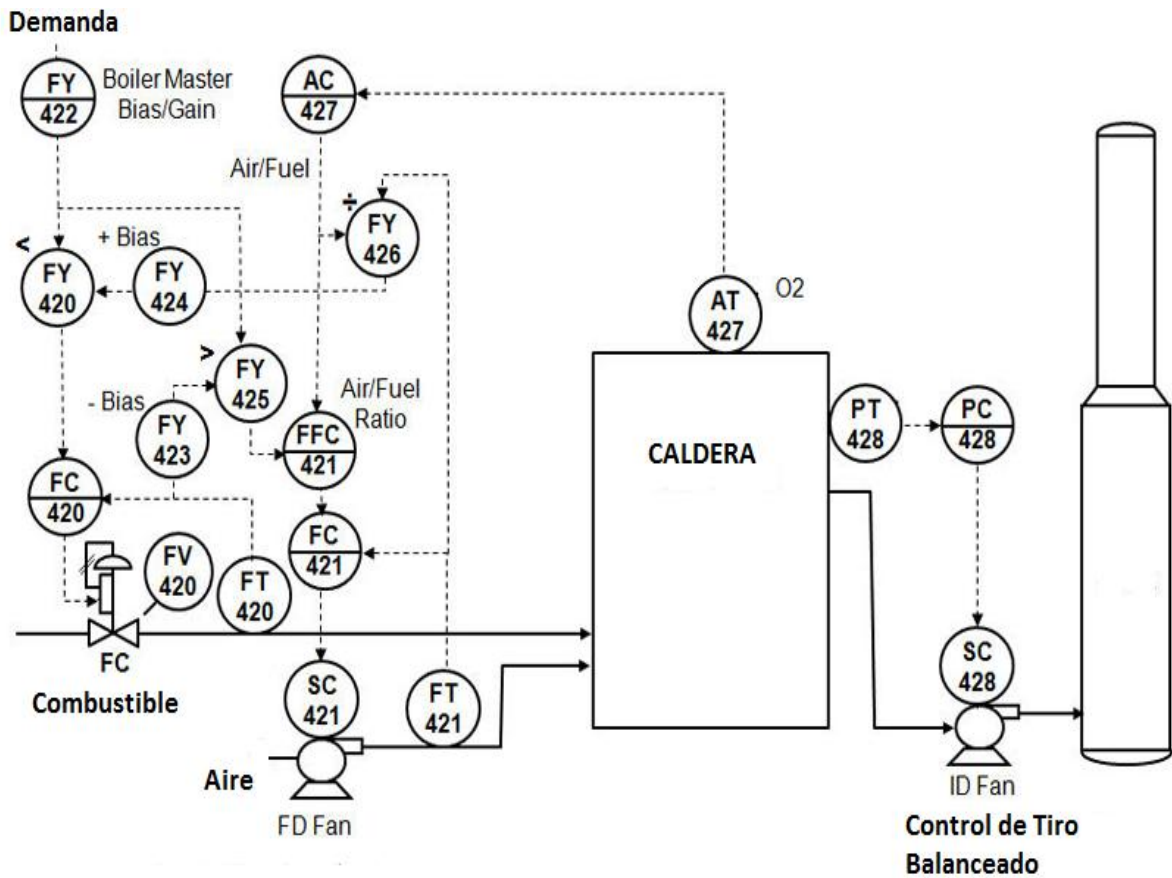 Demanda
FY
422
Boiler Master
Bias/Gain
AC
427
Air/Fuel
÷
FY
426
<
FY
420
+ Bias
FY
424
AT
427
O2
>
FY
425
- Bias
FY
423
Air/Fuel
Ratio
FFC
421
CALDERA
PT
428
PC
428
FC
420
FC
421
FV
420
FT
420
FC
Combustible
SC
421
FT
421
SC
428
Aire
FD Fan
ID Fan
Control de Tiro
Balanceado